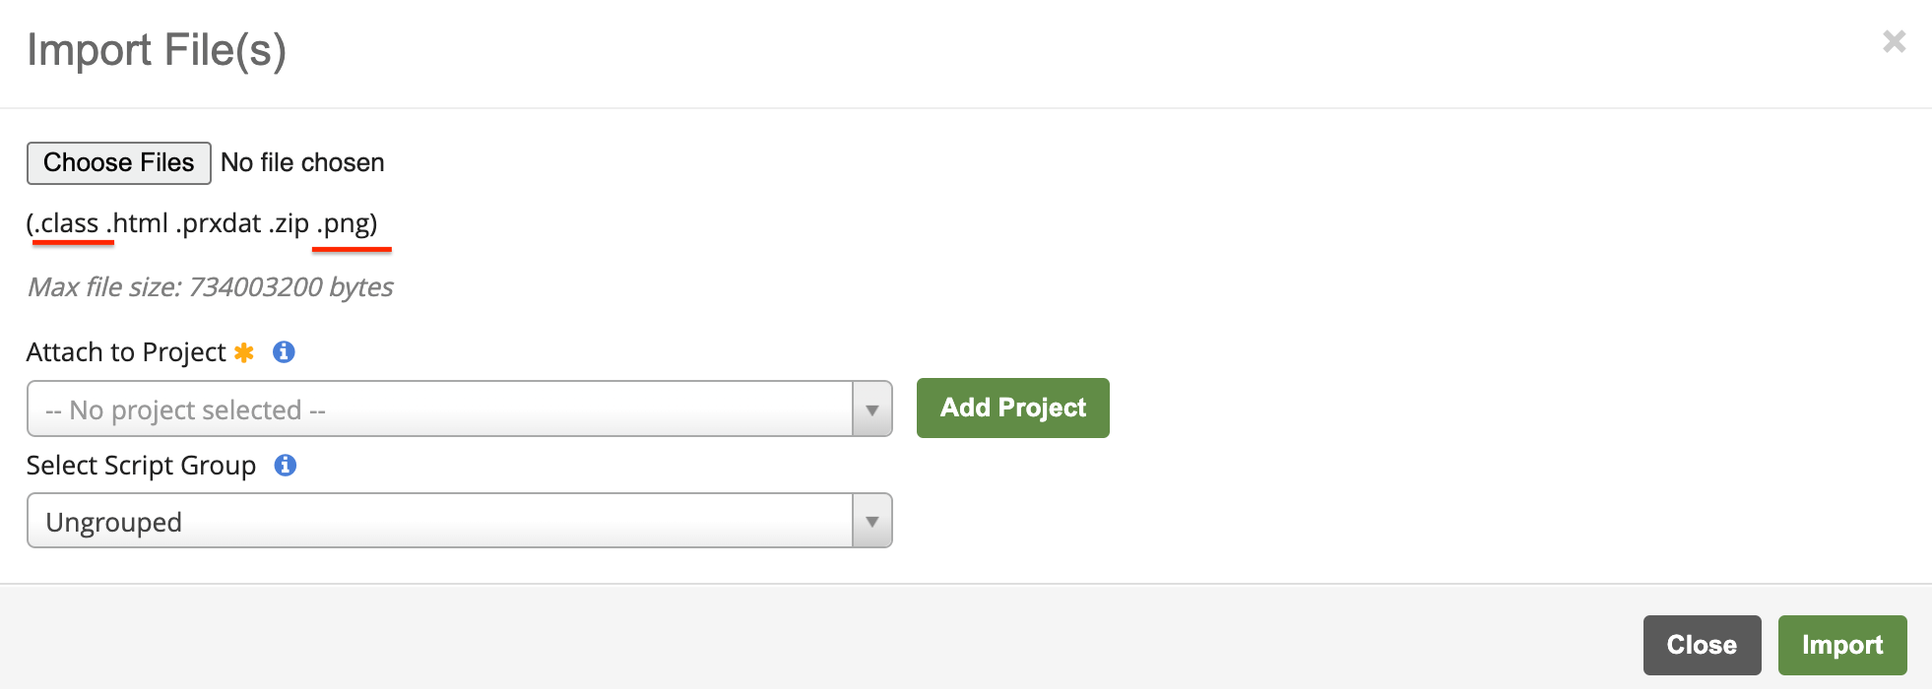 Import File(s)
Choose Files No file chosen
(.class .html .prxdat .zip .png)
Max file size: 734003200 bytes
Attach to Project
-- No project selected --
Add Project
Select Script Group
Ungrouped
Close
Import